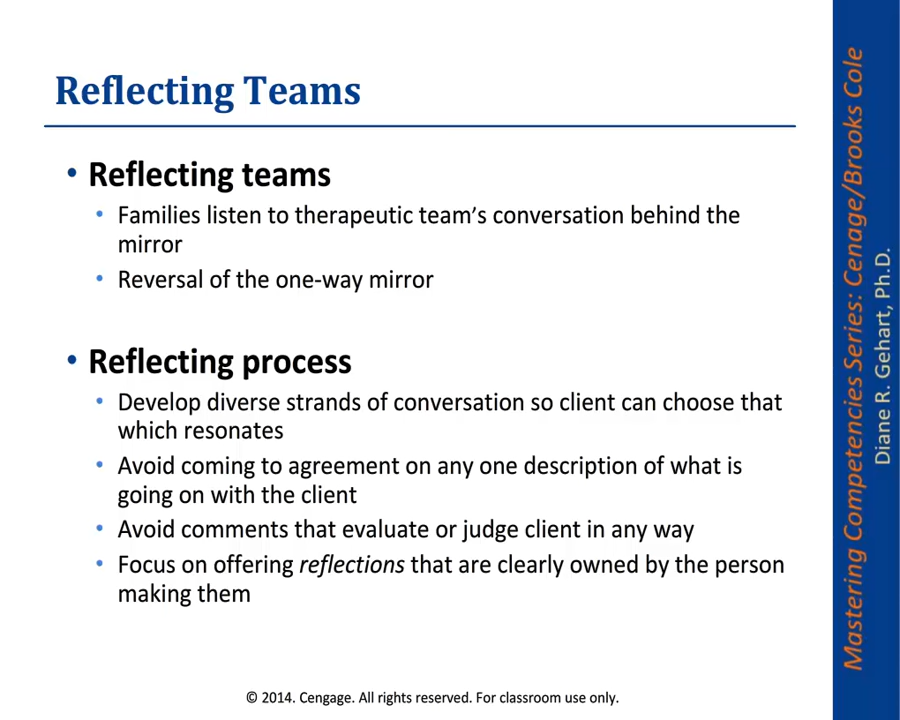 Reflecting Teams
• Reflecting teams
• Families listen to therapeutic team's conversation behind the
mirror
• Reversal of the one-way mirror
• Reflecting process
• Develop diverse strands of conversation so client can choose that
which resonates
• Avoid coming to agreement on any one description of what is
going on with the client
• Avoid comments that evaluate or judge client in any way
• Focus on offering reflections that are clearly owned by the person
making them
© 2014. Cengage. All rights reserved. For classroom use only.
Mastering Competencies Series: Cenage/Brooks Cole
Diane R. Gehart, Ph.D.